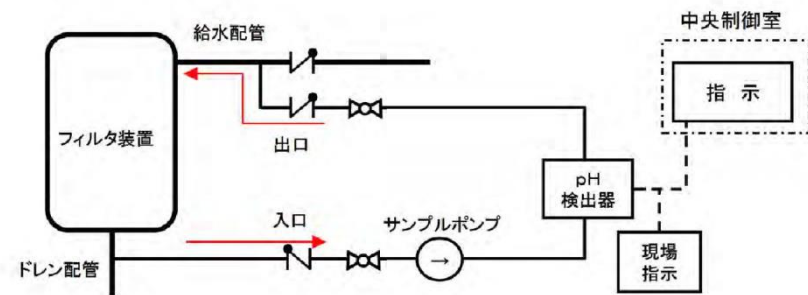 中央制御室
給水配管
指 示
フィルタ装置
出口
pH
検出器
入口
サンプルポンプ
→
現場
指示
ドレン配管